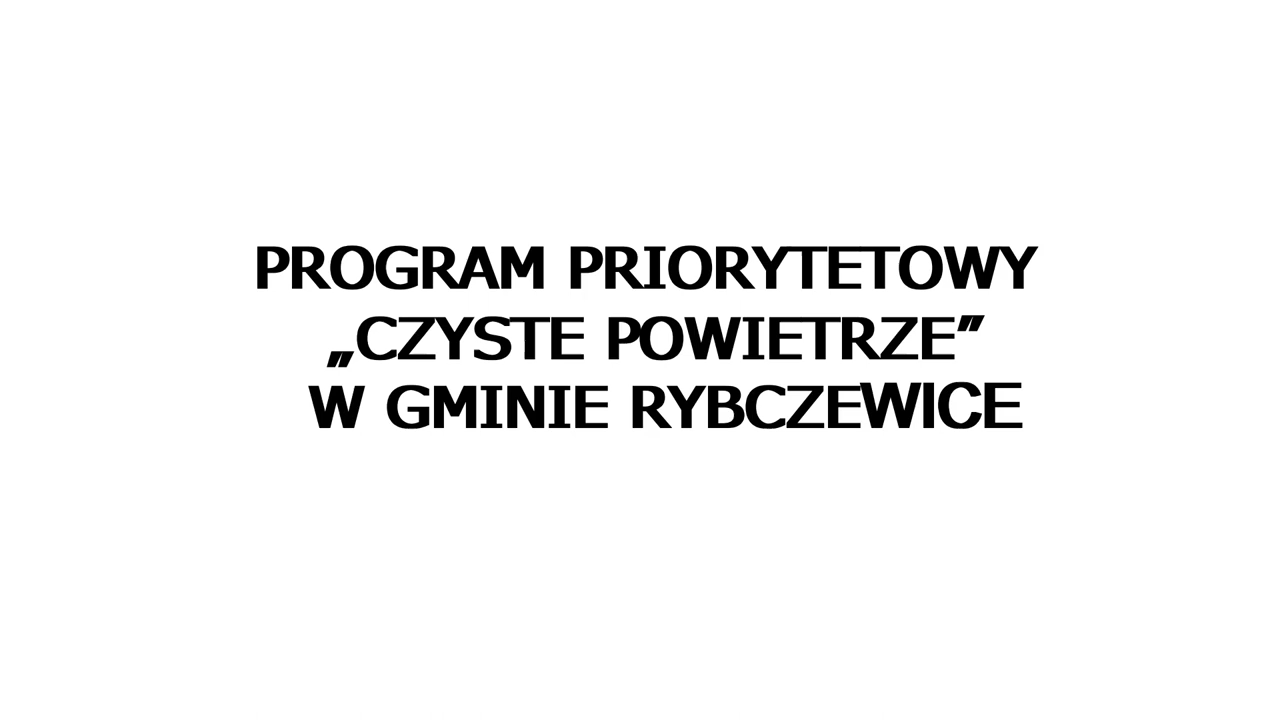 PROGRAM PRIORYTETOWY
„CZYSTE POWIETRZE”
W GMINIE RYBCZEWICE